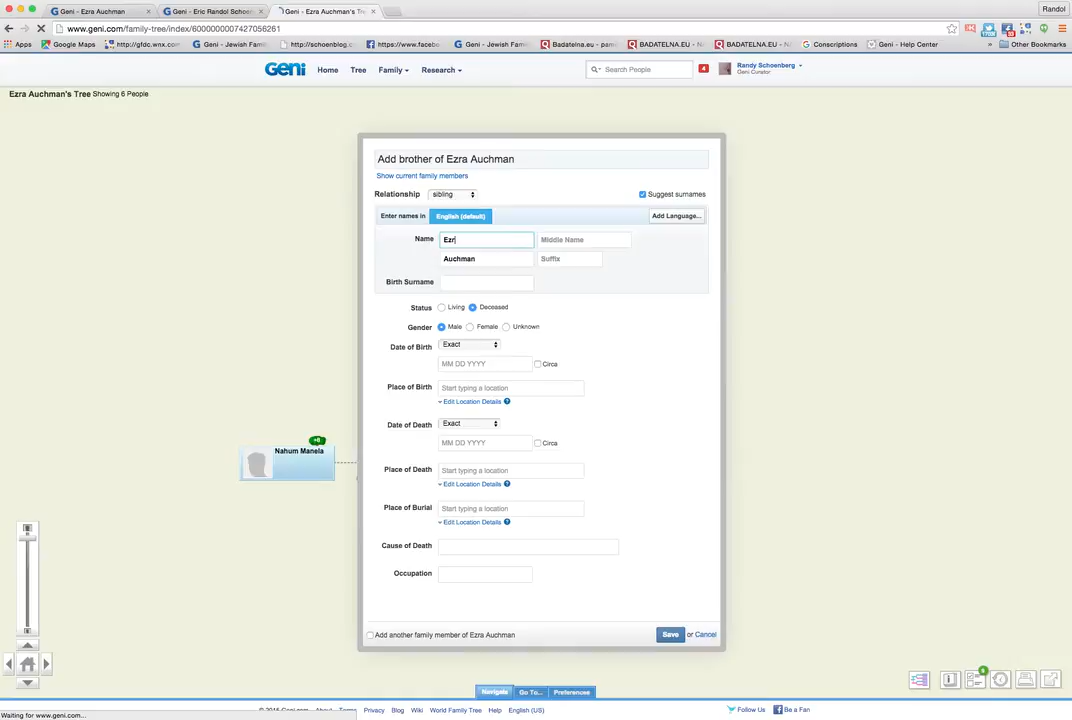 Geni - Ezra Auchman
Geni - Eric Randol Schoen
Geni - Ezra Auchman's Tr
Randol
www.geni.com/family-tree/index/6000000007427056261
Apps
Google Maps
http://gfdc.wnx.com/
Geni - Jewish Fami
http://schoenblog.c
https://www.facebo
Geni - Jewish Fami
Badatelna.eu - pam
BADATELNA.EU - N
BADATELNA.EU - N
Conscriptions
Geni - Help Center
»
Other Bookmarks
Geni
Home
Tree
Family
Research
Search People
4
Randy Schoenberg
Geni Curator
Ezra Auchman's Tree Showing 6 People
Add brother of Ezra Auchman
Show current family members
Relationship
sibling
Suggest surnames
Enter names in
English (default)
Add Language...
Name
Ezr
Middle Name
Auchman
Suffix
Birth Surname
Status
Living
Deceased
Gender
Male
Female
Unknown
Date of Birth
Exact
MM DD YYYY
Circa
Place of Birth
Start typing a location
Edit Location Details
Date of Death
Exact
MM DD YYYY
Circa
Place of Death
Start typing a location
Edit Location Details
Place of Burial
Start typing a location
Edit Location Details
Cause of Death
Occupation
Add another family member of Ezra Auchman
Save or Cancel
+8
Nahum Manela
9
Navigate
Go To...
Preferences
Privacy
Blog
Wiki
World Family Tree
Help
English (US)
Follow Us
Be a Fan
Waiting for www.geni.com...